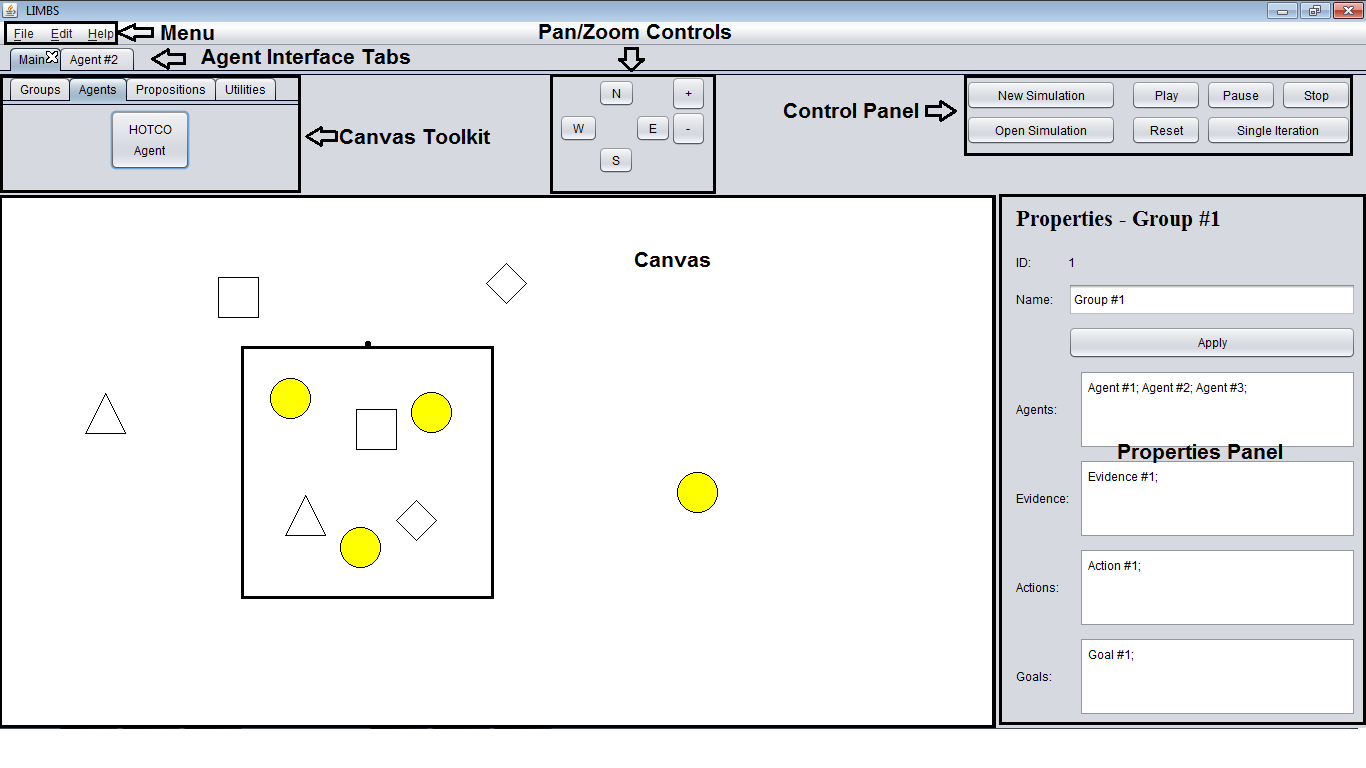 LIMBS
File Edit Help
Menu
Pan/Zoom Controls
Main Agent #2
Agent Interface Tabs
Groups Agents Propositions Utilities
HOTCO
Agent
Canvas Toolkit
N
W E
S
+
-
Control Panel
New Simulation Play Pause Stop
Open Simulation Reset Single Iteration
Canvas
Properties - Group #1
ID: 1
Name: Group #1
Apply
Agents: Agent #1; Agent #2; Agent #3;
Properties Panel
Evidence: Evidence #1;
Actions: Action #1;
Goals: Goal #1;